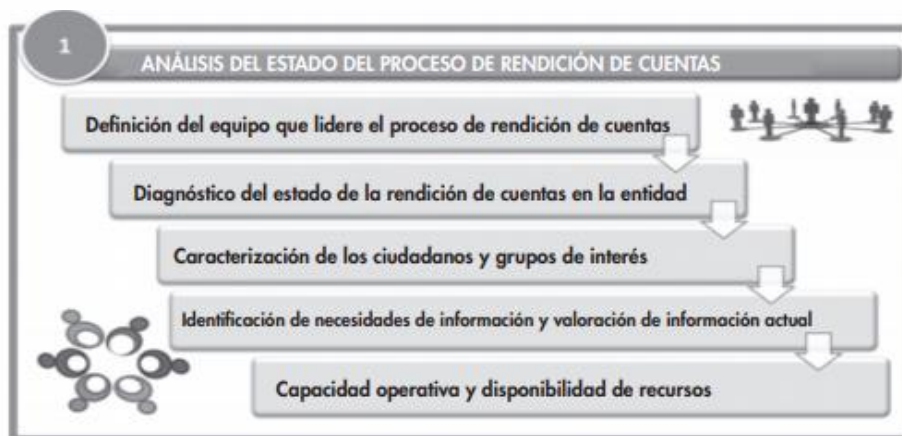 1
ANÁLISIS DEL ESTADO DEL PROCESO DE RENDICIÓN DE CUENTAS
Definición del equipo que lidere el proceso de rendición de cuentas
Diagnóstico del estado de la rendición de cuentas en la entidad
Caracterización de los ciudadanos y grupos de interés
Identificación de necesidades de información y valoración de información actual
Capacidad operativa y disponibilidad de recursos